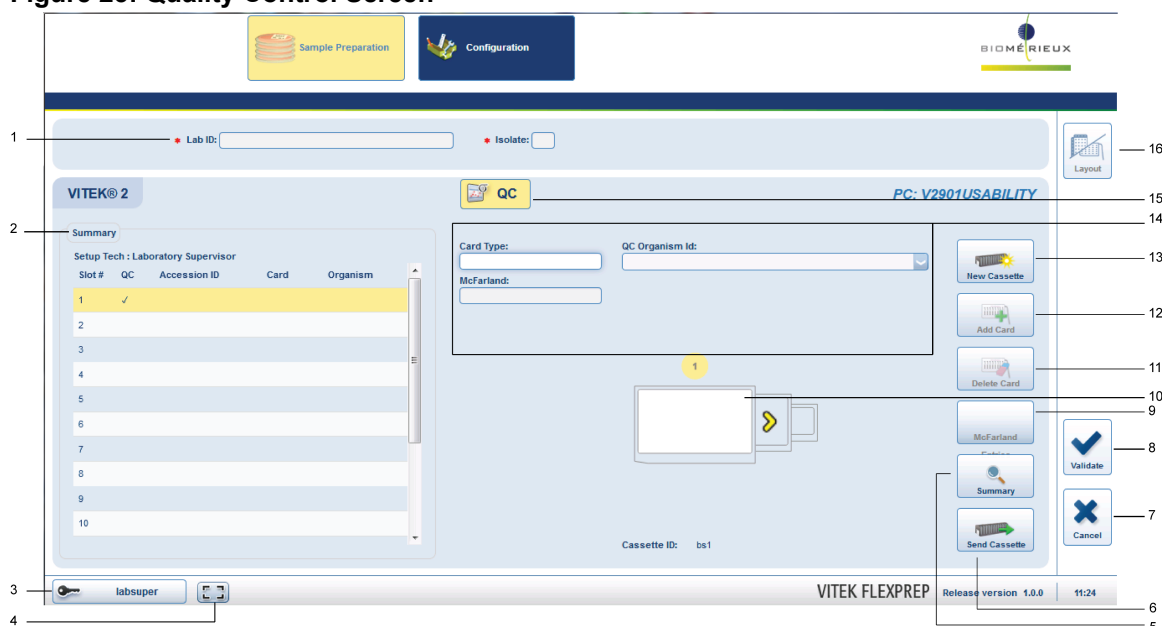 Figure 26: Quality Control Screen
Sample Preparation
Configuration
BIOMÉRIEUX
1
* Lab ID:
* Isolate:
Layout
16
VITEK® 2
QC
PC: V2901USABILITY
15
14
2
Summary
Setup Tech : Laboratory Supervisor
Slot # QC Accession ID Card Organism
1 ✓
2
3
4
5
6
7
8
9
10
Card Type:
QC Organism Id:
McFarland:
1
Cassette ID: bs1
New Cassette
13
Add Card
12
Delete Card
11
10
McFarland
9
Validate
8
Summary
Cancel
7
Send Cassette
3
labsuper
VITEK FLEXPREP
Release version 1.0.0
11:24
6
4
5